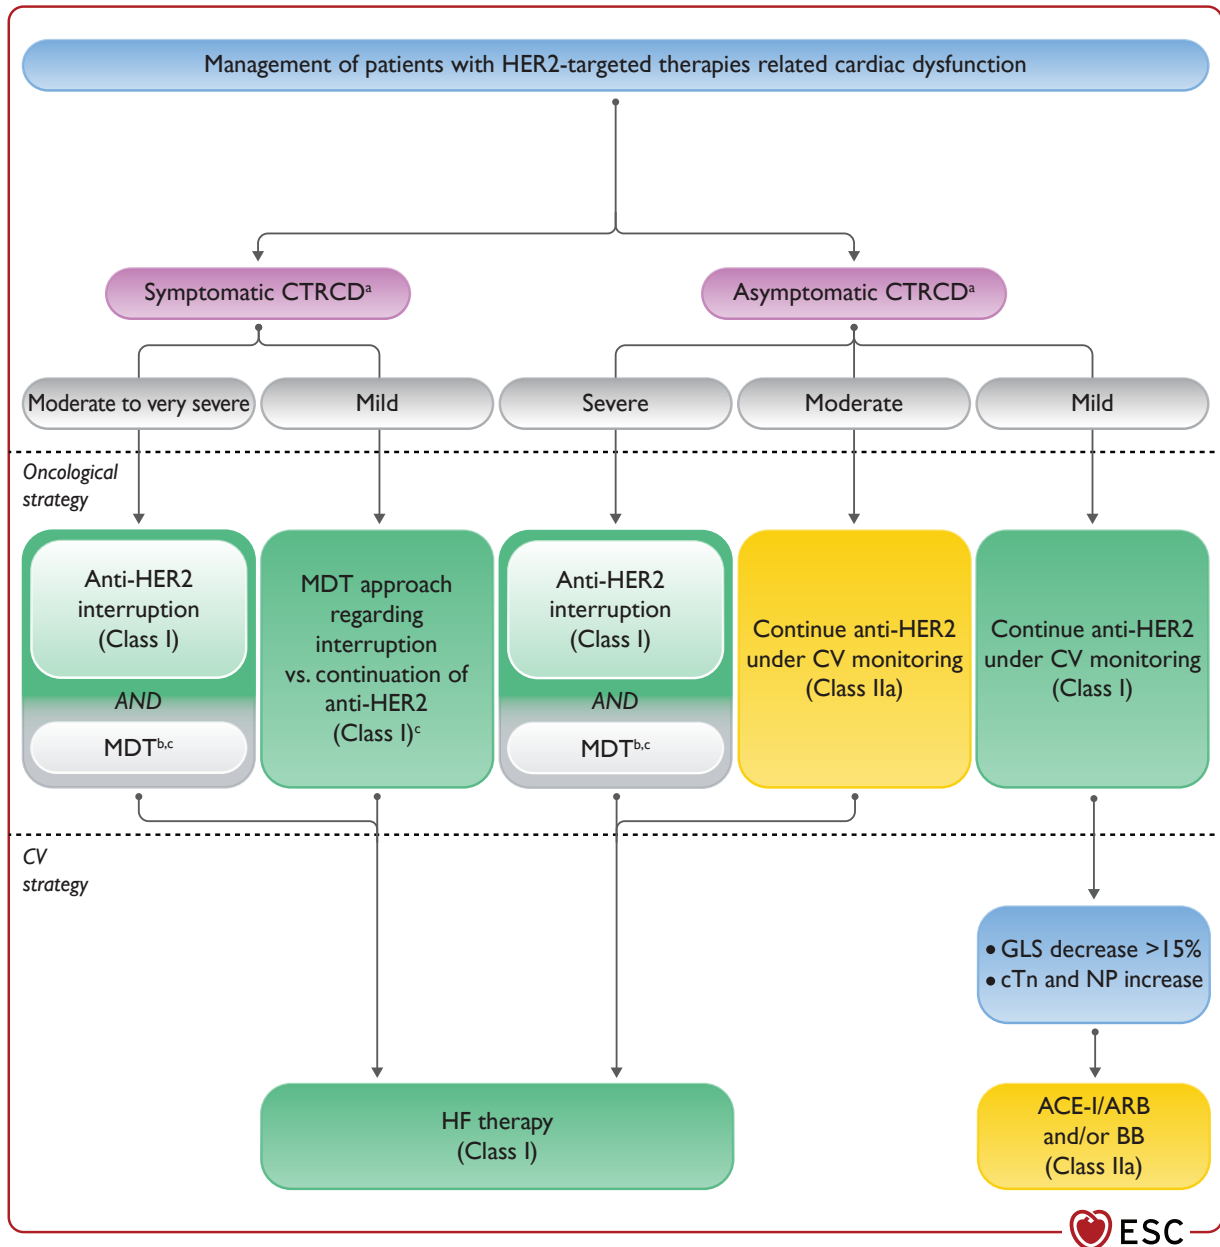 Management of patients with HER2-targeted therapies related cardiac dysfunction
Symptomatic CTRCDᵃ
Asymptomatic CTRCDᵃ
Moderate to very severe
Mild
Severe
Moderate
Mild
Oncological
strategy
Anti-HER2
interruption
(Class I)
AND
MDTᵇ,ᶜ
MDT approach
regarding
interruption
vs. continuation of
anti-HER2
(Class I)ᶜ
Anti-HER2
interruption
(Class I)
AND
MDTᵇ,ᶜ
Continue anti-HER2
under CV monitoring
(Class IIa)
Continue anti-HER2
under CV monitoring
(Class I)
CV
strategy
• GLS decrease >15%
• cTn and NP increase
HF therapy
(Class I)
ACE-I/ARB
and/or BB
(Class IIa)
ESC